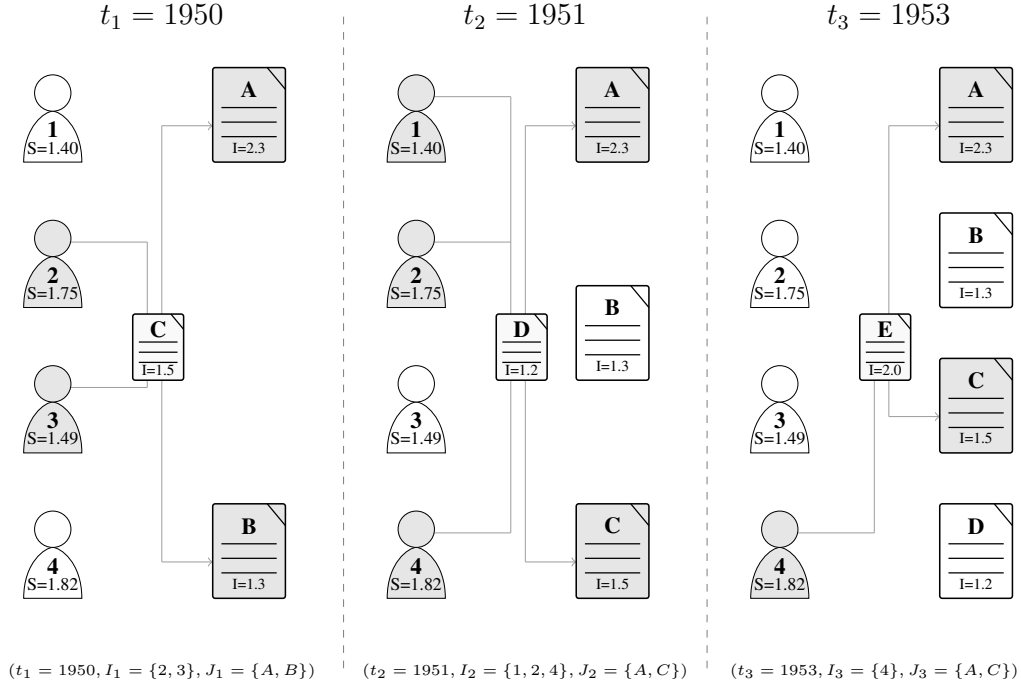 t₁ = 1950
1
S=1.40
2
S=1.75
3
S=1.49
4
S=1.82
A
I=2.3
C
I=1.5
B
I=1.3
(t₁ = 1950, I₁ = {2, 3}, J₁ = {A, B})
t₂ = 1951
1
S=1.40
2
S=1.75
3
S=1.49
4
S=1.82
A
I=2.3
D
I=1.2
B
I=1.3
C
I=1.5
(t₂ = 1951, I₂ = {1, 2, 4}, J₂ = {A, C})
t₃ = 1953
1
S=1.40
2
S=1.75
3
S=1.49
4
S=1.82
A
I=2.3
B
I=1.3
E
I=2.0
C
I=1.5
D
I=1.2
(t₃ = 1953, I₃ = {4}, J₃ = {A, C})